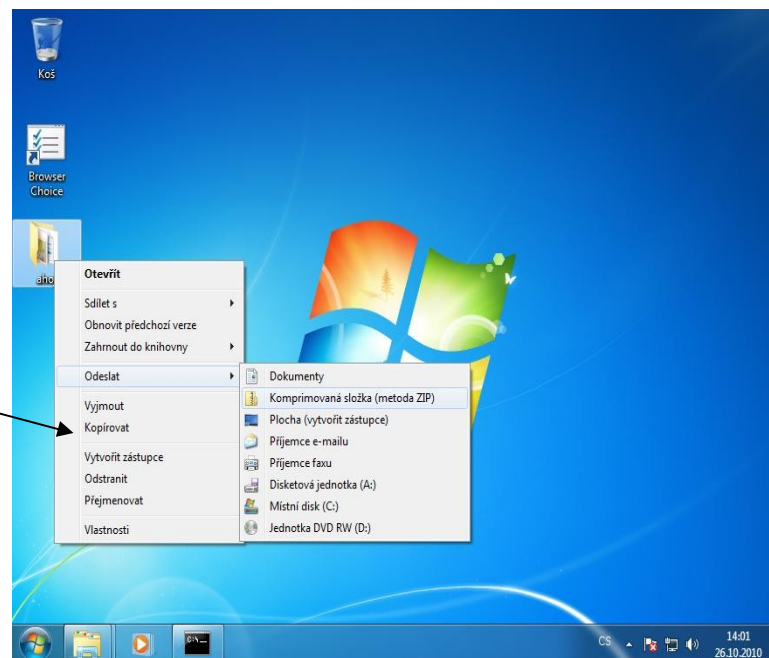 Koš
Browser
Choice
Otevřít
Sdílet s
Obnovit předchozí verze
Zahrnout do knihovny
Odeslat
Vyjmout
Kopírovat
Vytvořit zástupce
Odstranit
Přejmenovat
Vlastnosti
Dokumenty
Komprimovaná složka (metoda ZIP)
Plocha (vytvořit zástupce)
Příjemce e-mailu
Příjemce faxu
Disketová jednotka (A:)
Místní disk (C:)
Jednotka DVD RW (D:)
CS
14:01
26.10.2010